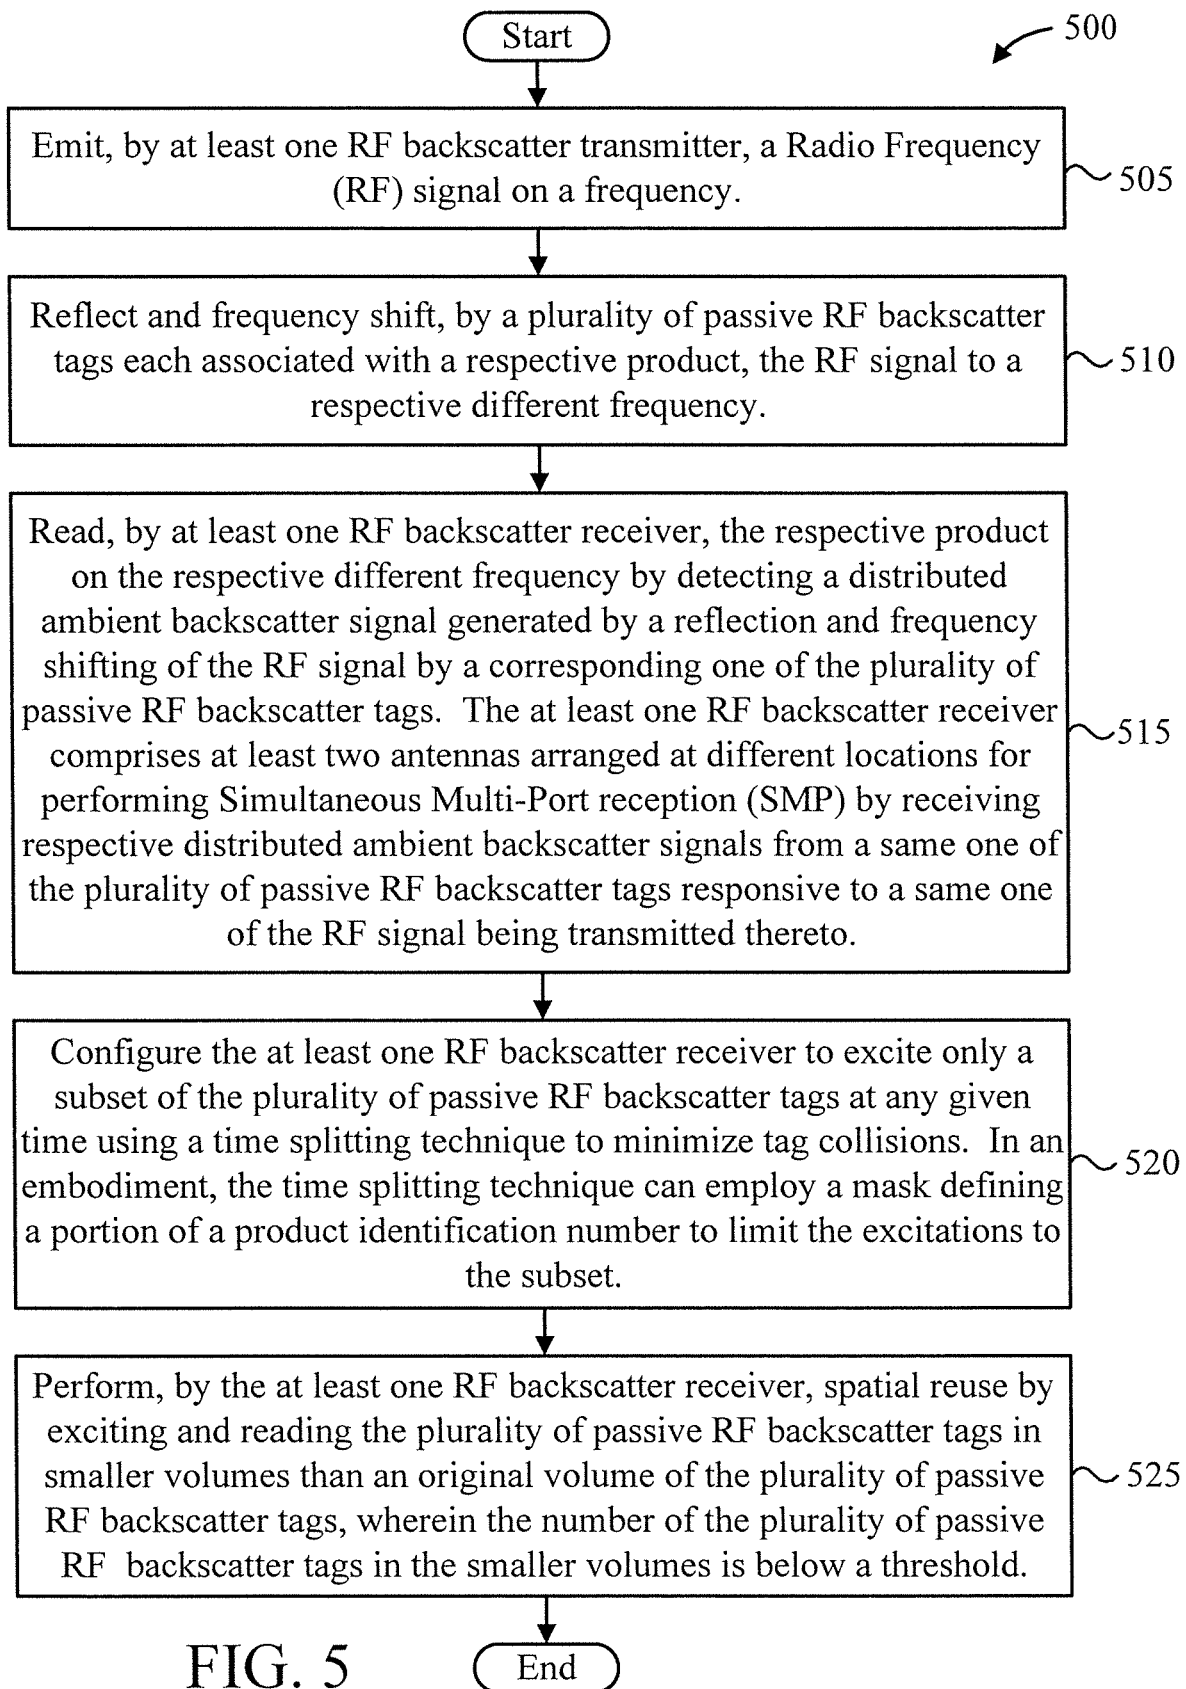 Start
500
Emit, by at least one RF backscatter transmitter, a Radio Frequency
(RF) signal on a frequency.
505
Reflect and frequency shift, by a plurality of passive RF backscatter
tags each associated with a respective product, the RF signal to a
respective different frequency.
510
Read, by at least one RF backscatter receiver, the respective product
on the respective different frequency by detecting a distributed
ambient backscatter signal generated by a reflection and frequency
shifting of the RF signal by a corresponding one of the plurality of
passive RF backscatter tags.  The at least one RF backscatter receiver
comprises at least two antennas arranged at different locations for
performing Simultaneous Multi-Port reception (SMP) by receiving
respective distributed ambient backscatter signals from a same one of
the plurality of passive RF backscatter tags responsive to a same one
of the RF signal being transmitted thereto.
515
Configure the at least one RF backscatter receiver to excite only a
subset of the plurality of passive RF backscatter tags at any given
time using a time splitting technique to minimize tag collisions.  In an
embodiment, the time splitting technique can employ a mask defining
a portion of a product identification number to limit the excitations to
the subset.
520
Perform, by the at least one RF backscatter receiver, spatial reuse by
exciting and reading the plurality of passive RF backscatter tags in
smaller volumes than an original volume of the plurality of passive
RF backscatter tags, wherein the number of the plurality of passive
RF  backscatter tags in the smaller volumes is below a threshold.
525
FIG. 5
End